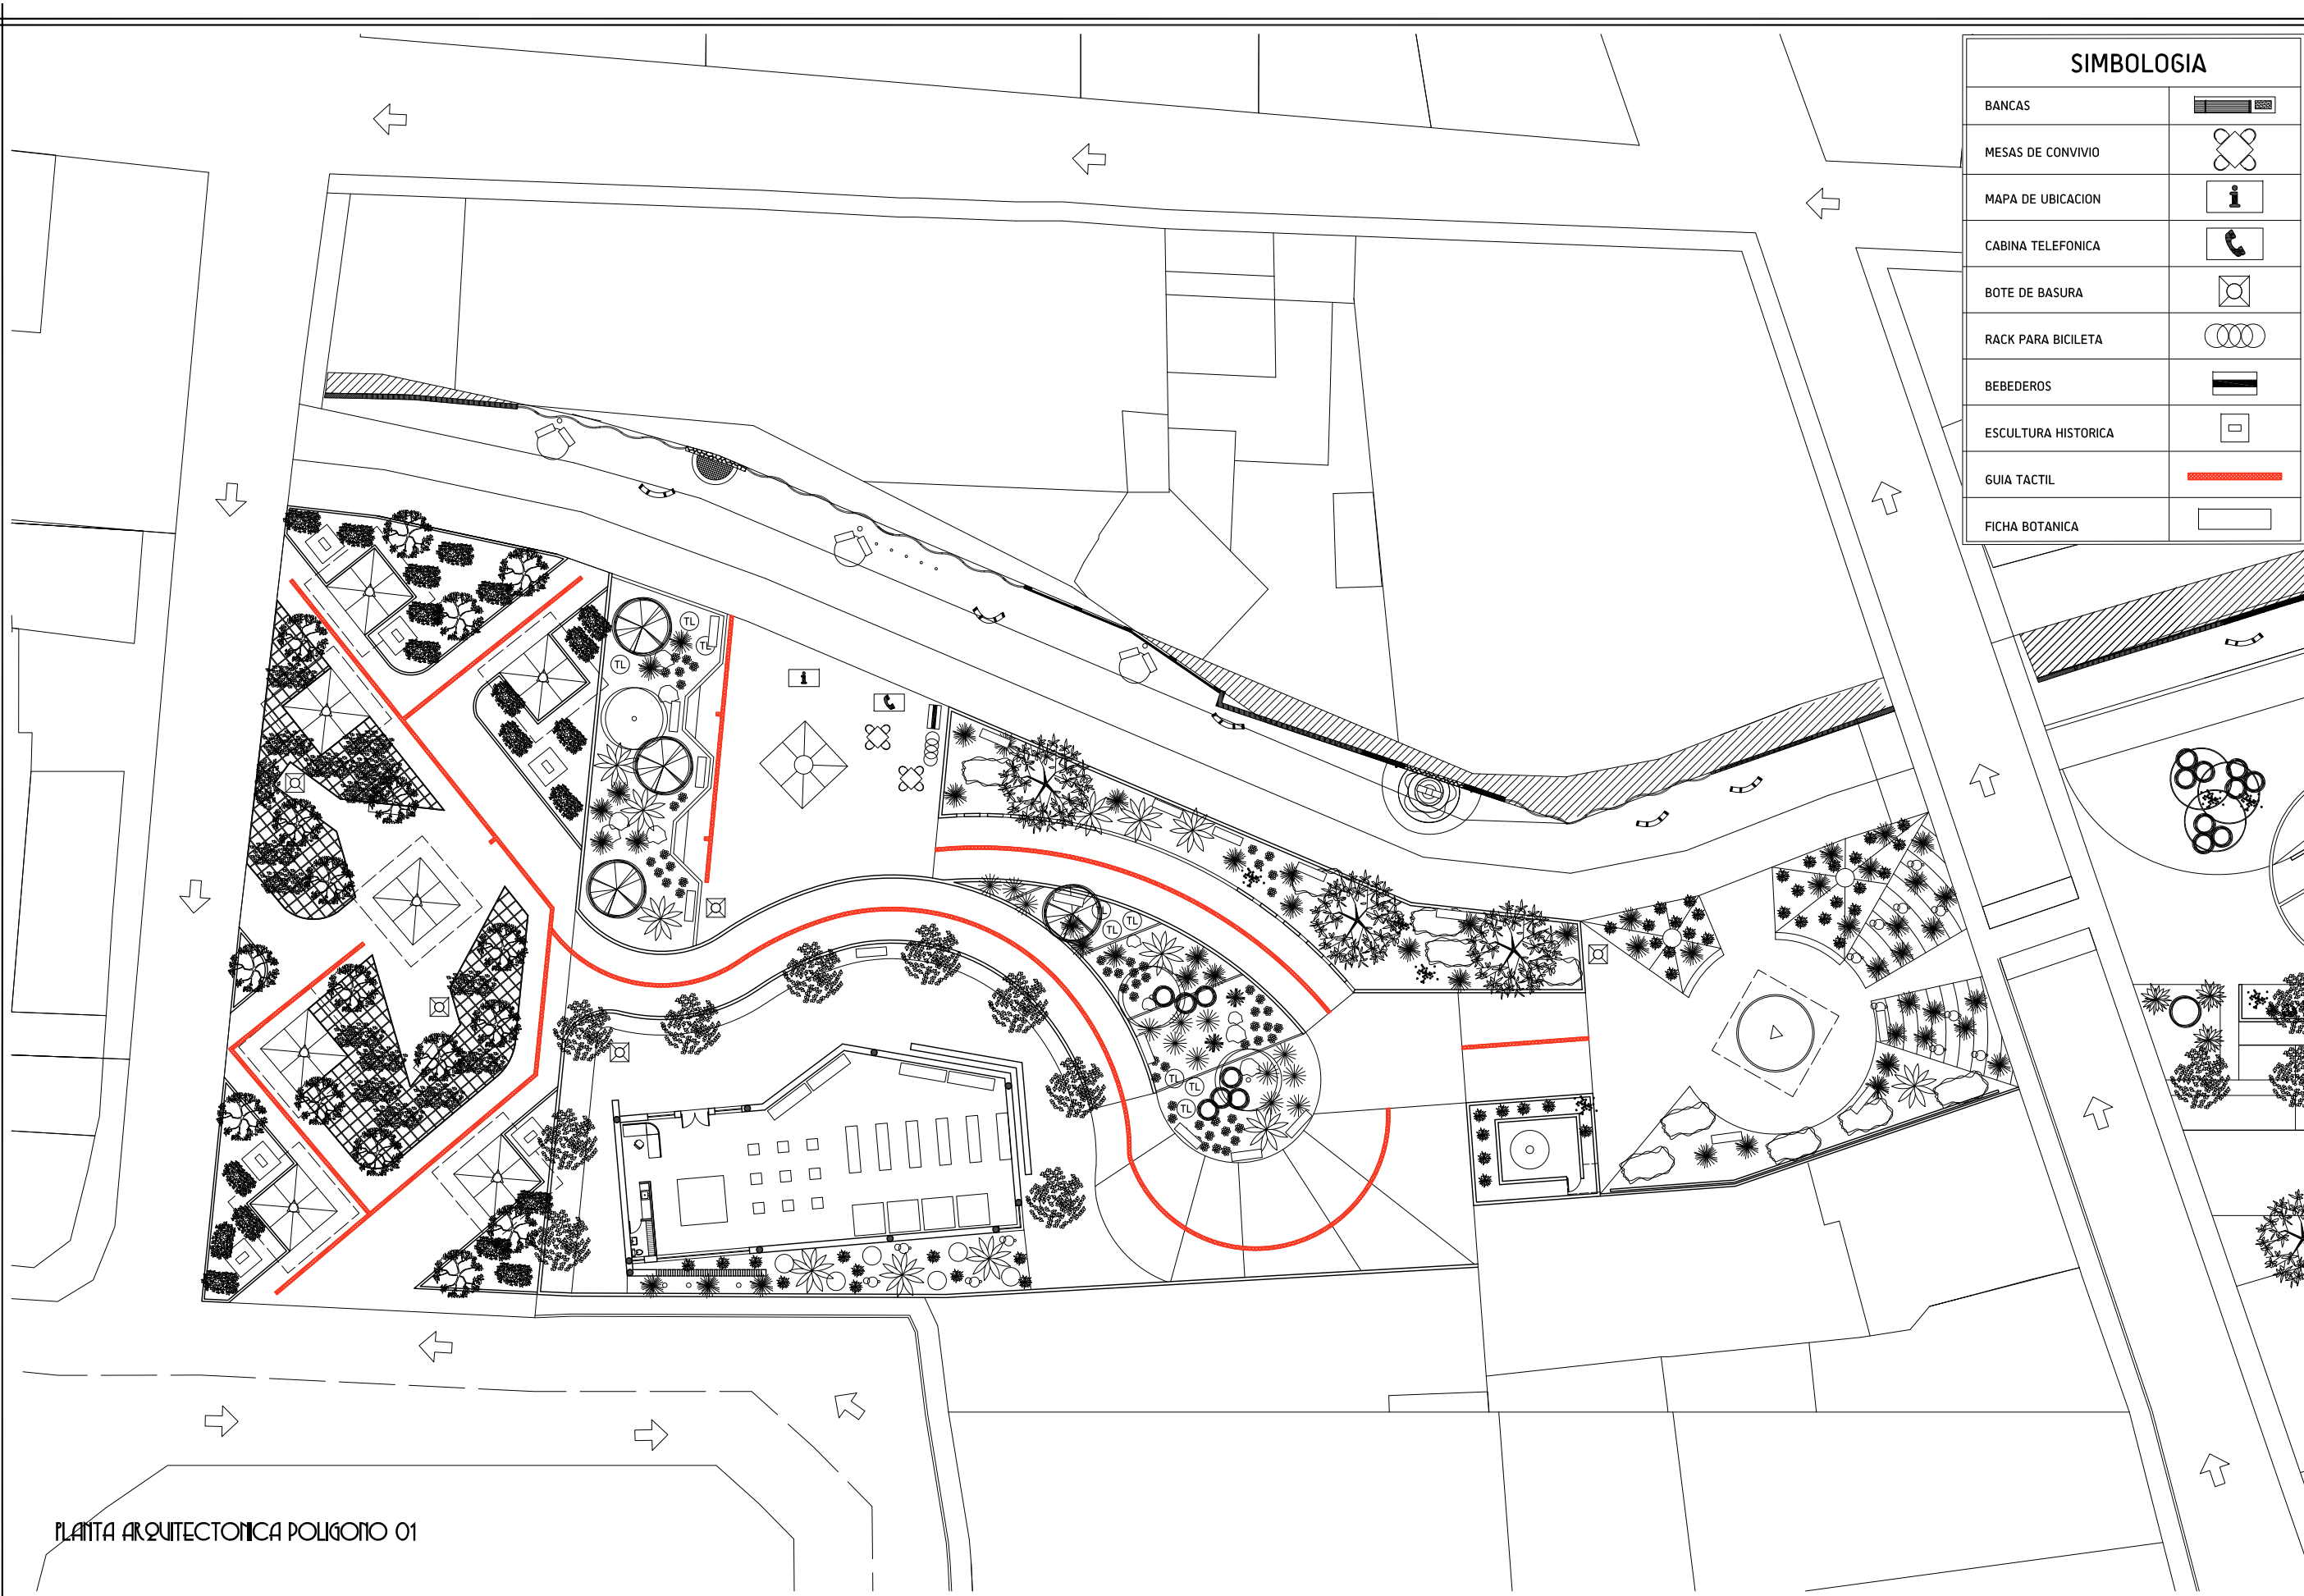 SIMBOLOGIA
BANCAS
MESAS DE CONVIVIO
MAPA DE UBICACION
i
CABINA TELEFONICA
BOTE DE BASURA
RACK PARA BICILETA
BEBEDEROS
ESCULTURA HISTORICA
GUIA TACTIL
FICHA BOTANICA
TL
TL
TL
i
TL
TL
TL
TL
TL
TL
PLANTA ARQUITECTONICA POLIGONO 01